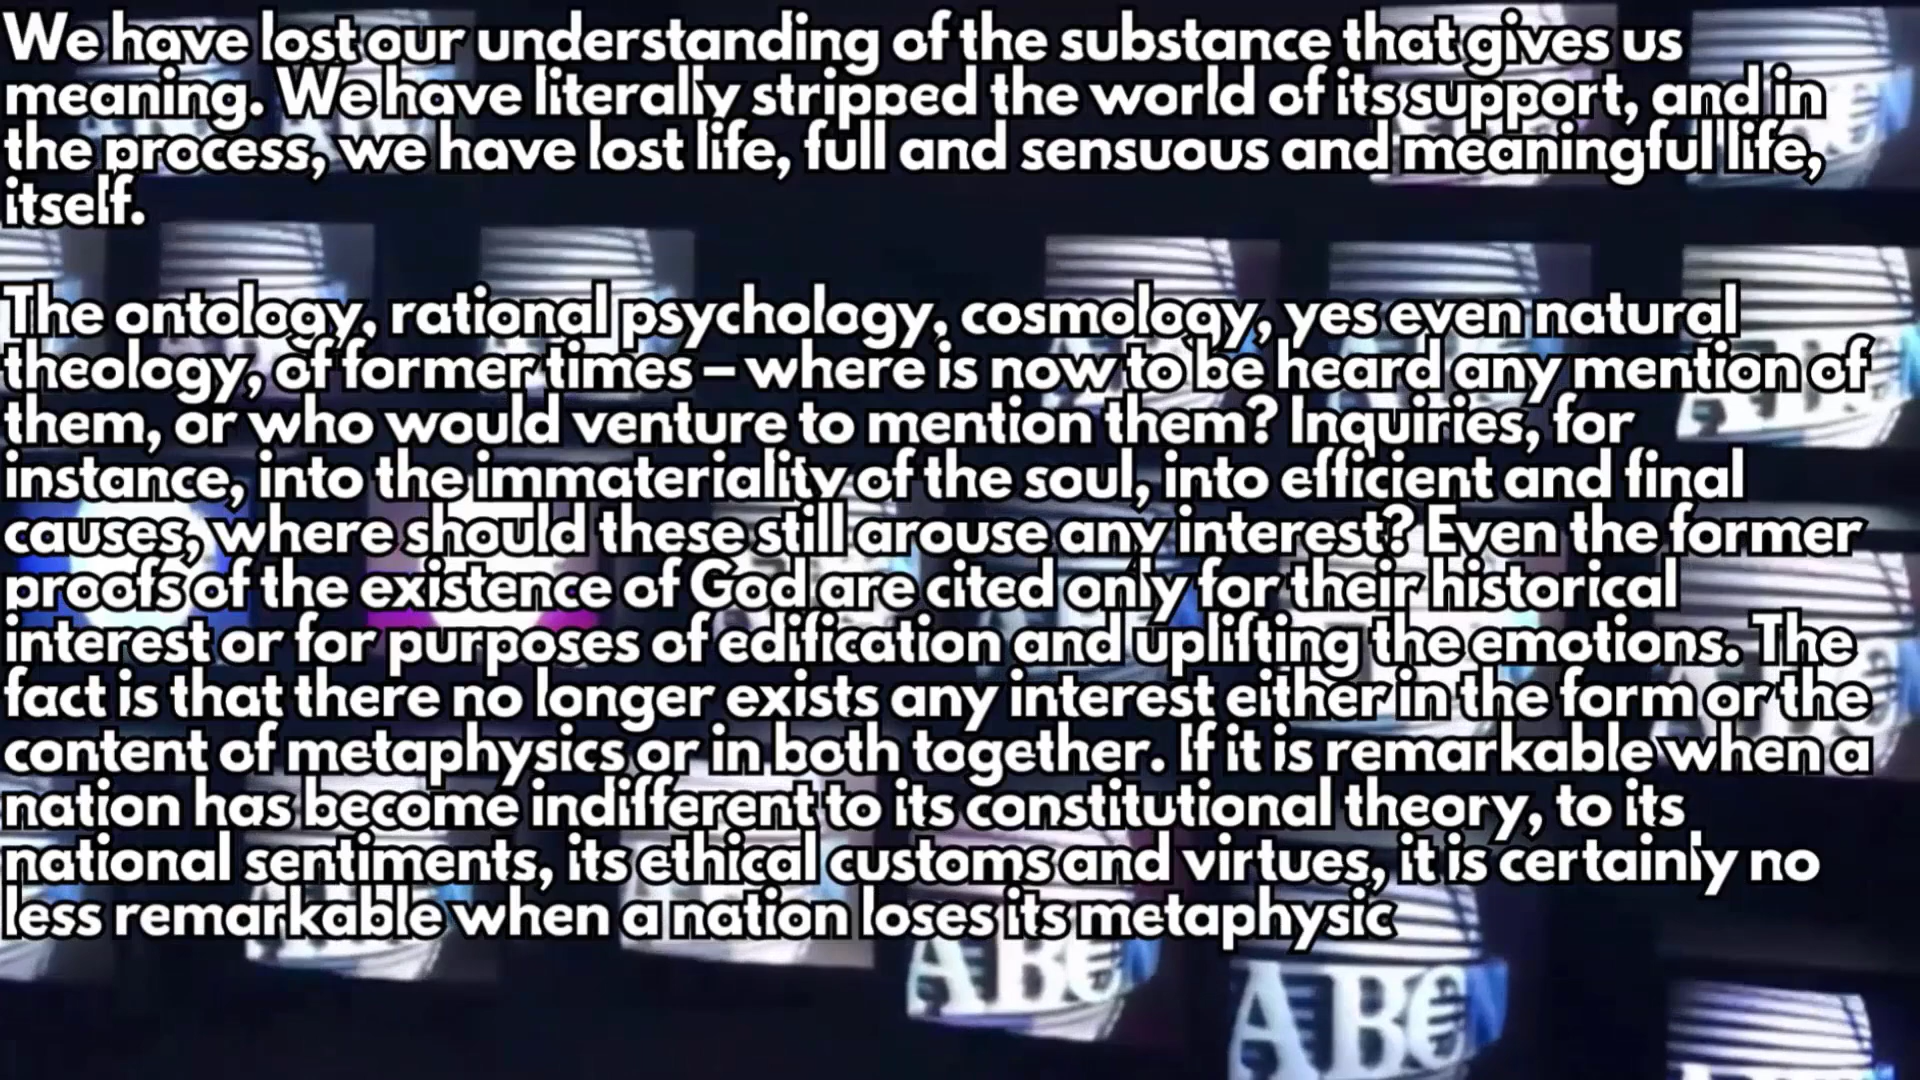 We have lost our understanding of the substance that gives us
meaning. We have literally stripped the world of its support, and in
the process, we have lost life, full and sensuous and meaningful life,
itself.
The ontology, rational psychology, cosmology, yes even natural
theology, of former times – where is now to be heard any mention of
them, or who would venture to mention them? Inquiries, for
instance, into the immateriality of the soul, into efficient and final
causes, where should these still arouse any interest? Even the former
proofs of the existence of God are cited only for their historical
interest or for purposes of edification and uplifting the emotions. The
fact is that there no longer exists any interest either in the form or the
content of metaphysics or in both together. If it is remarkable when a
nation has become indifferent to its constitutional theory, to its
national sentiments, its ethical customs and virtues, it is certainly no
less remarkable when a nation loses its metaphysic
ABC
ABC